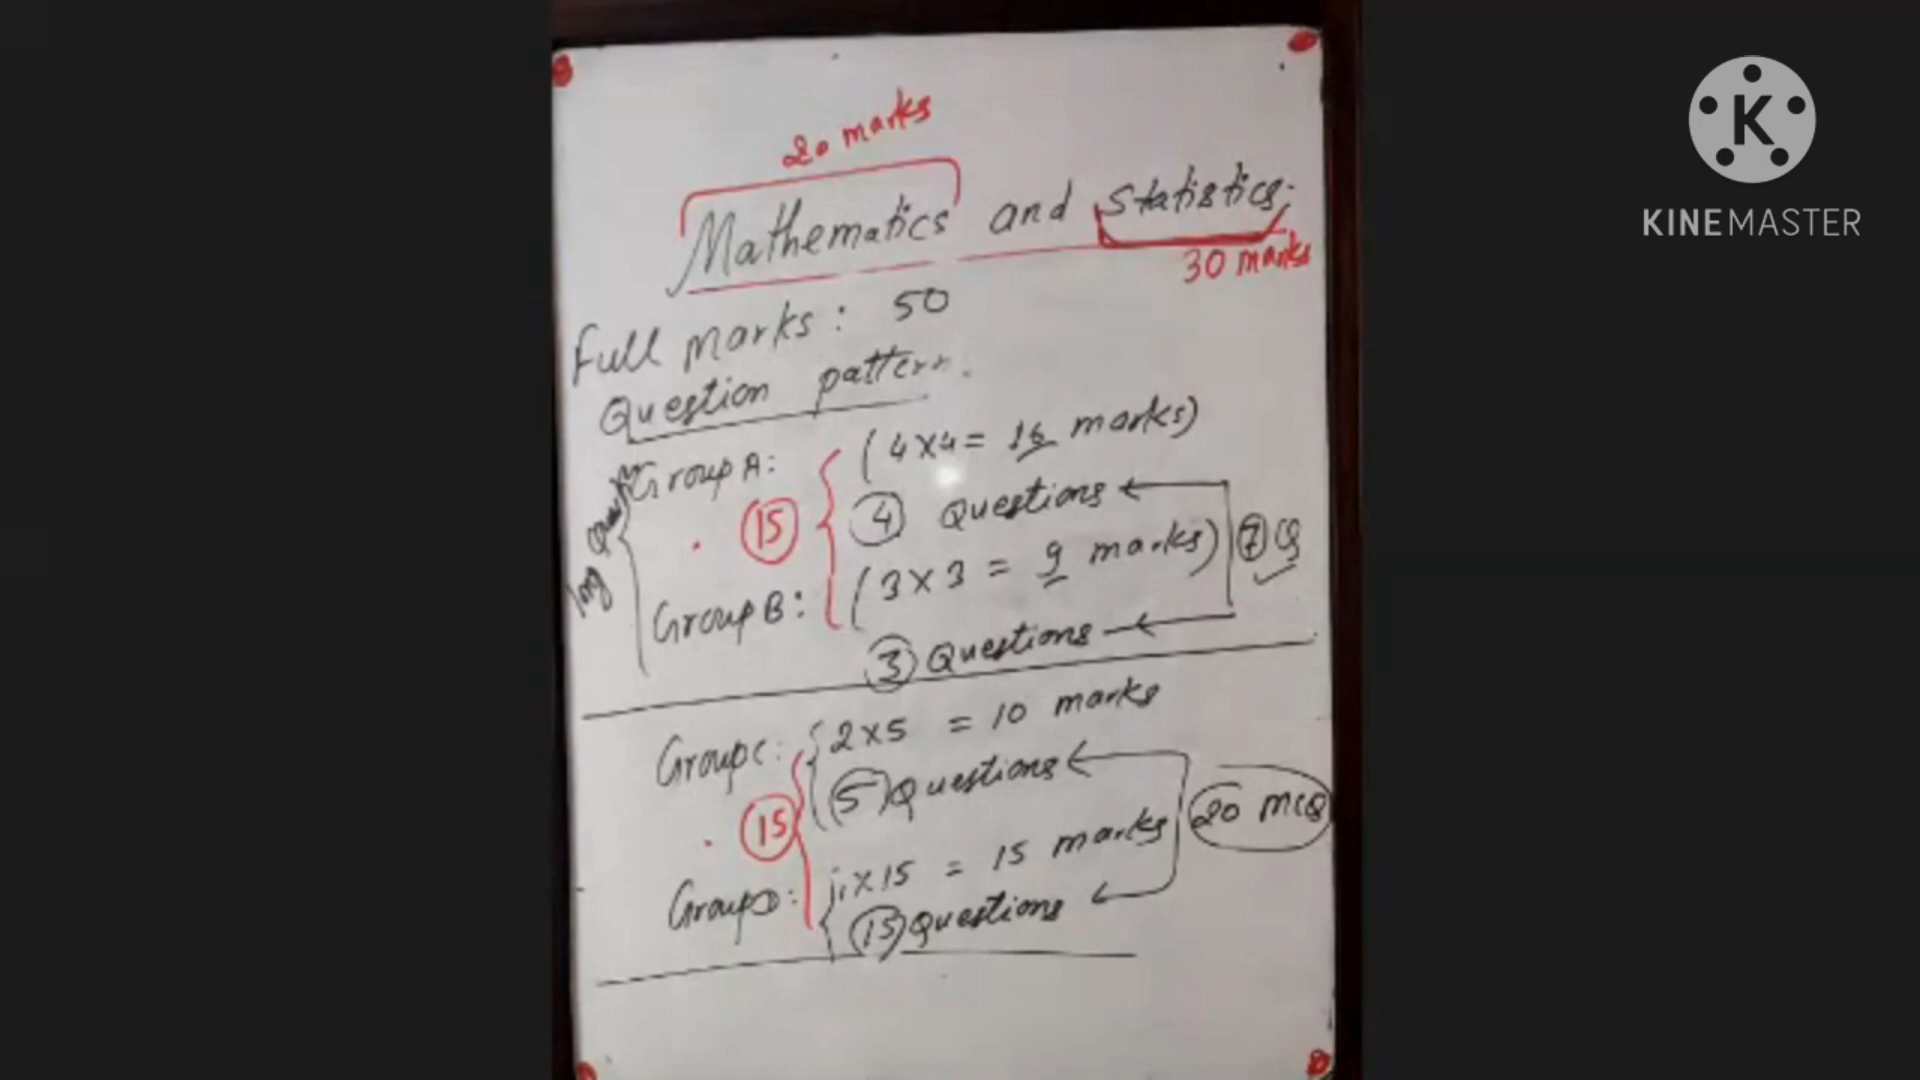 20 marks
Mathematics and Statistics.
30 marks
Full Marks: 50
Question pattern.
Group A: (4x4= 16 marks)
15
4 Questions
7 Q
long
Group B: (3x3 = 9 marks)
3 Questions
Group C: 2x5 = 10 marks
5 Questions
15
20 MCQ
Group D: 1x15 = 15 marks
15 Questions
K
KINEMASTER